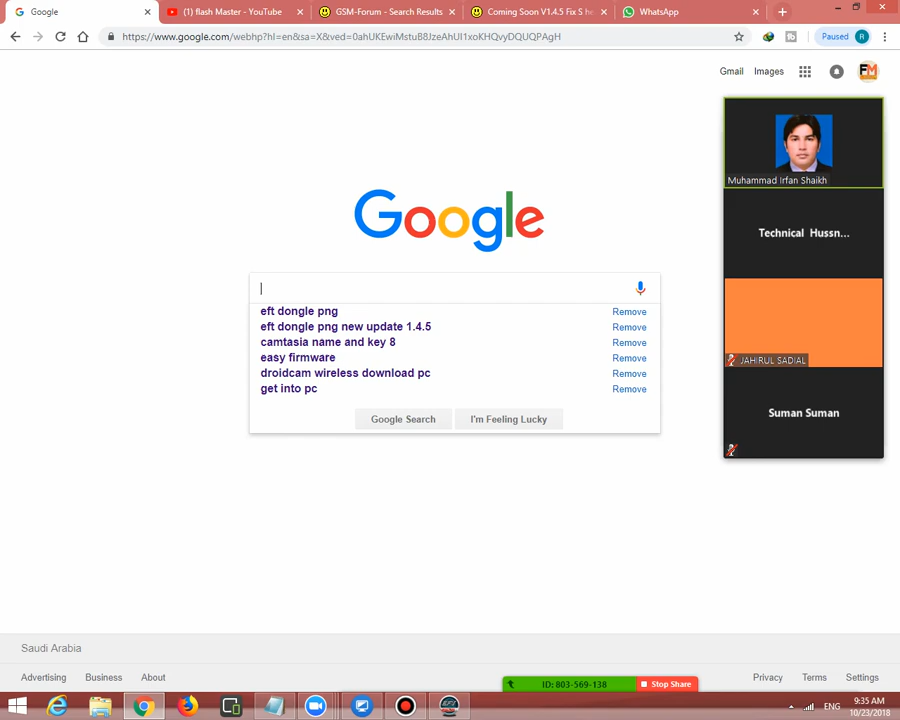 Google
(1) flash Master - YouTube
GSM-Forum - Search Results
Coming Soon V1.4.5 Fix S he
WhatsApp
https://www.google.com/webhp?hl=en&sa=X&ved=0ahUKEwiMstuB8JzeAhUI1xoKHQvyDQUQPAgH
Paused
R
Gmail
Images
FM
Muhammad Irfan Shaikh
Google
Technical Hussn...
eft dongle png
Remove
eft dongle png new update 1.4.5
Remove
camtasia name and key 8
Remove
easy firmware
Remove
JAHIRUL SADIAL
droidcam wireless download pc
Remove
get into pc
Remove
Google Search
I'm Feeling Lucky
Suman Suman
Saudi Arabia
Advertising
Business
About
Privacy
Terms
Settings
ID: 803-569-138
Stop Share
ENG
9:35 AM
10/23/2018